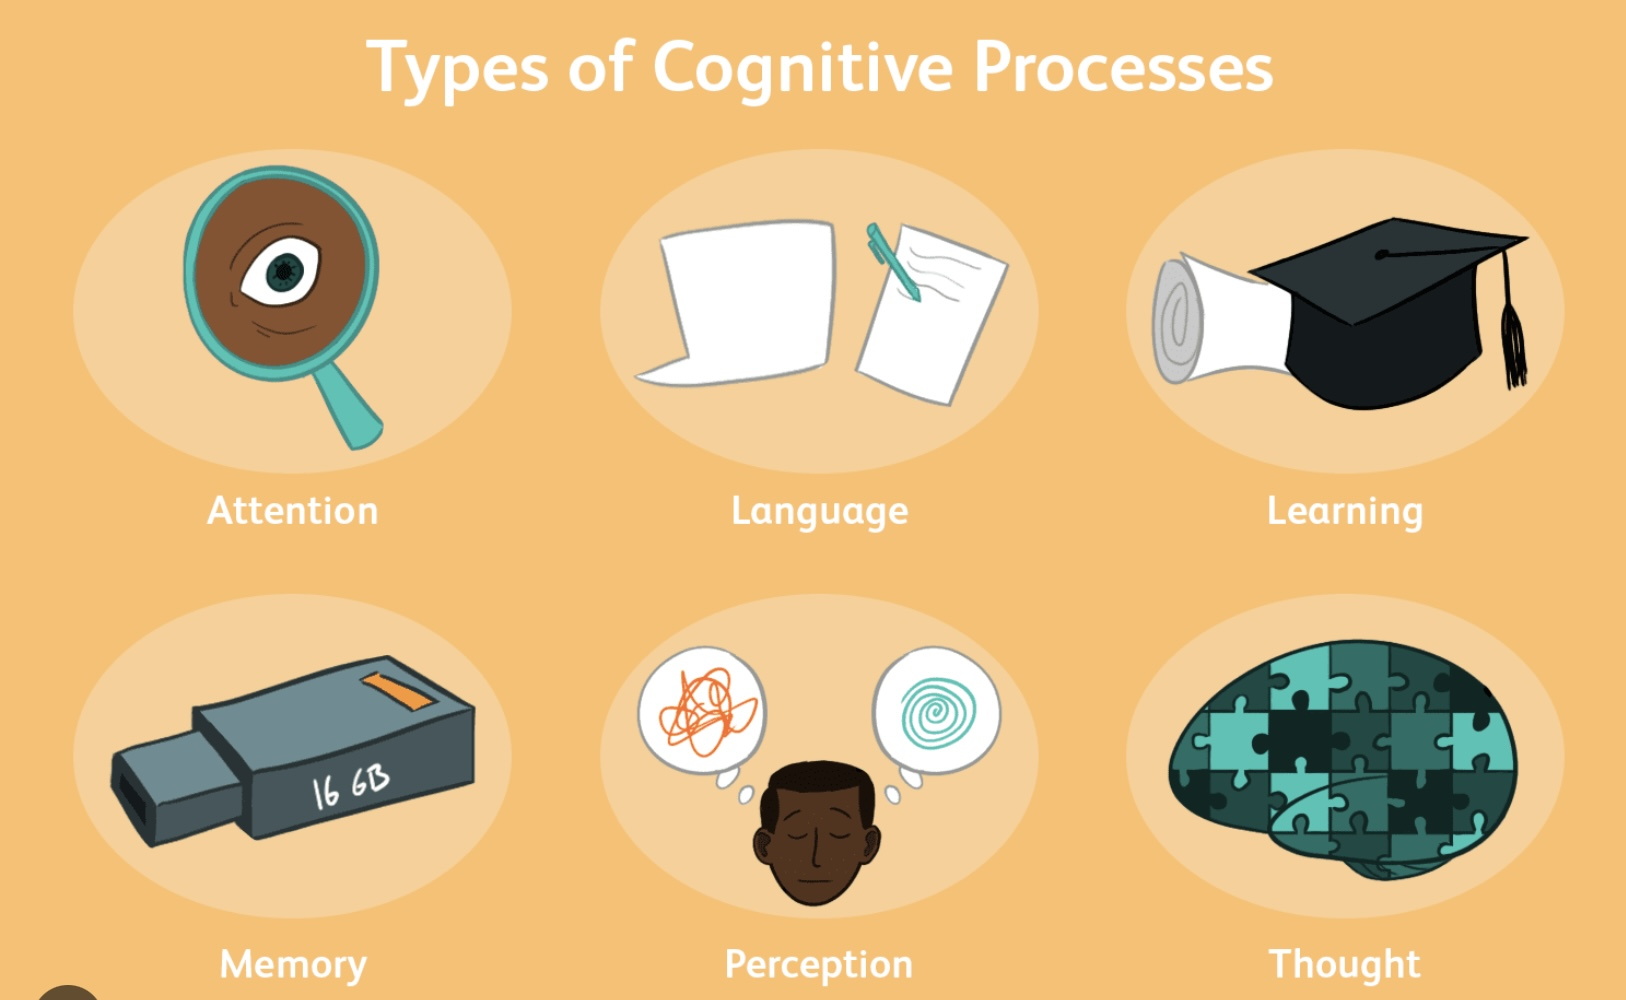 Types of Cognitive Processes
Attention
Language
Learning
16 GB
Memory
Perception
Thought